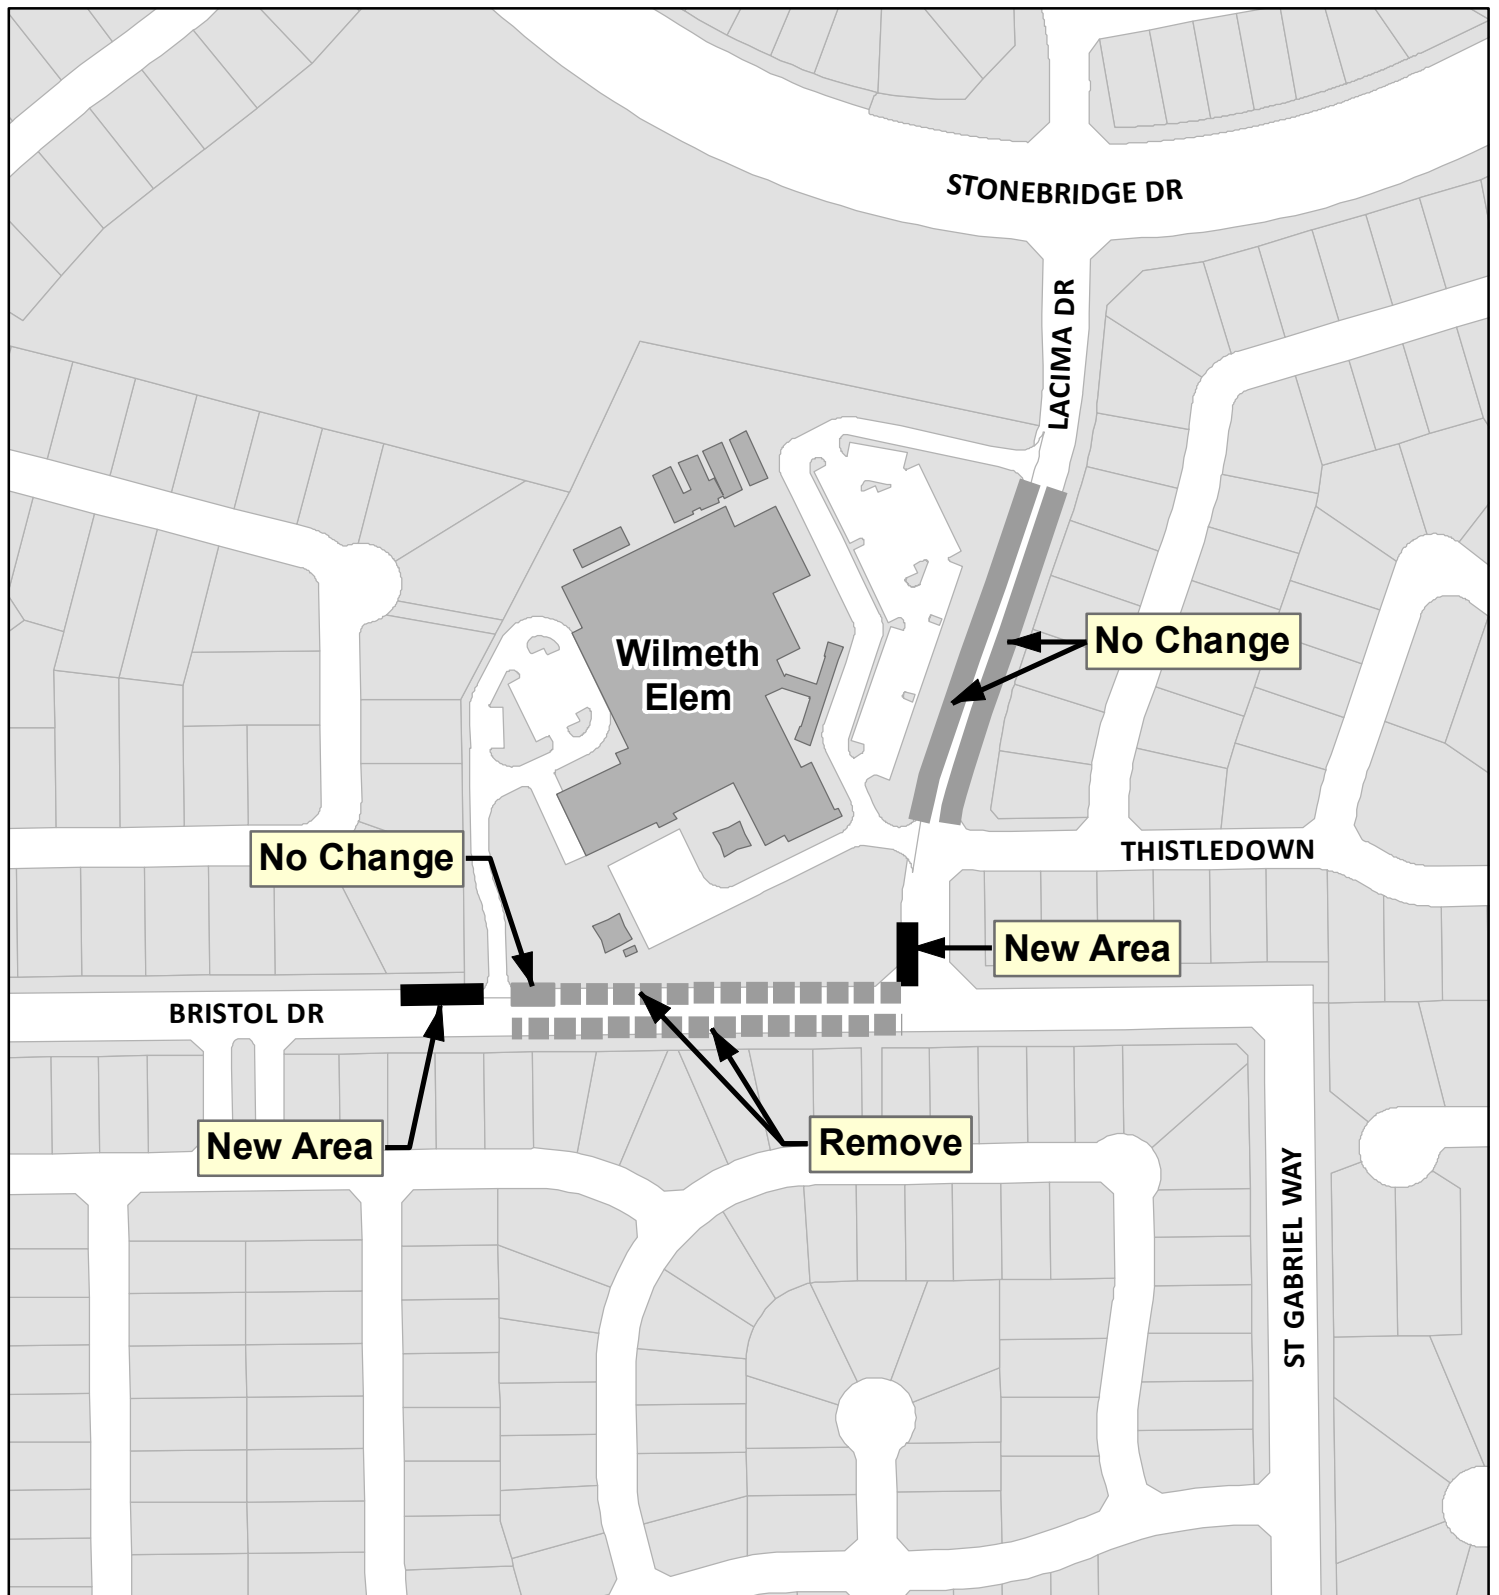 STONEBRIDGE DR
LACIMA DR
No Change
Wilmeth
Elem
No Change
THISTLEDOWN
New Area
BRISTOL DR
New Area
Remove
ST GABRIEL WAY